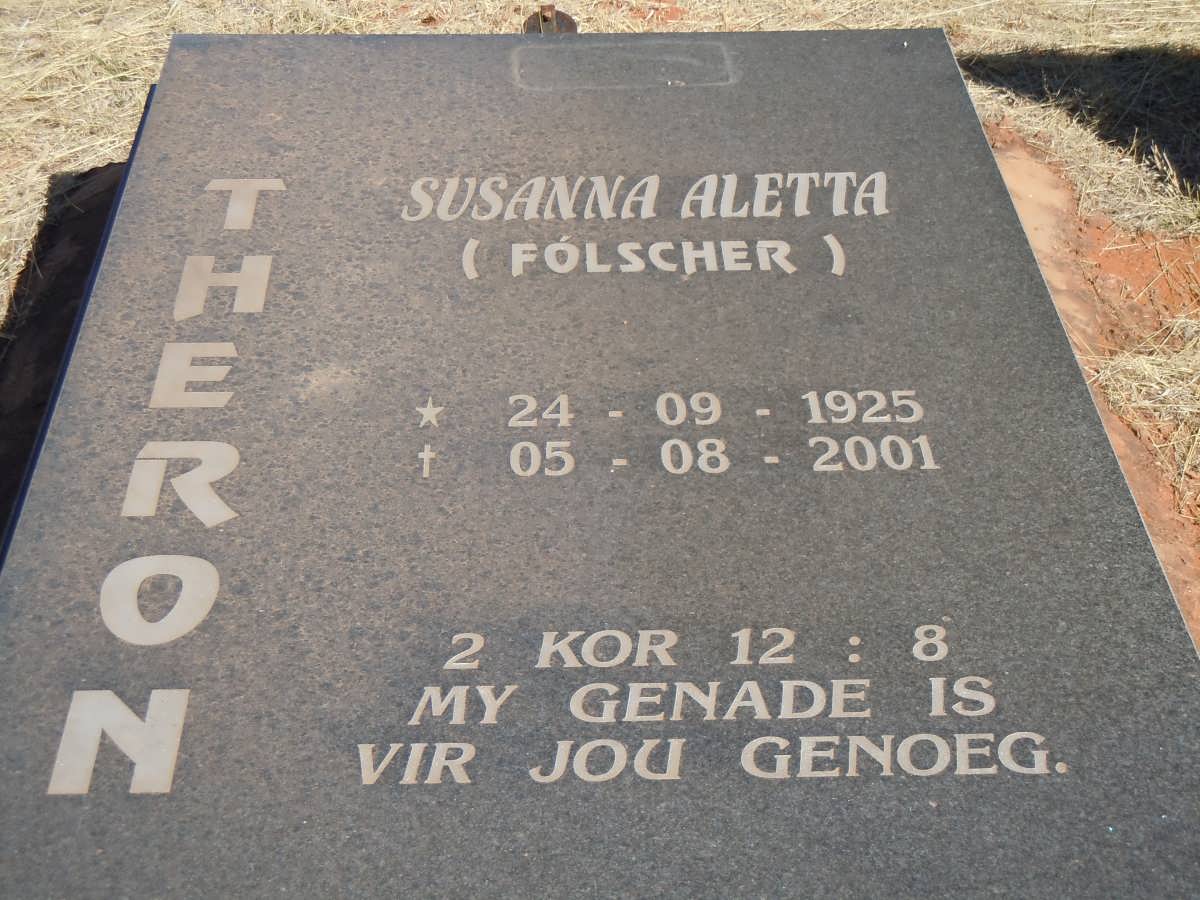 THERON
SUSANNA ALETTA
( FÓLSCHER )
★ 24 - 09 - 1925
† 05 - 08 - 2001
2 KOR 12 : 8
MY GENADE IS
VIR JOU GENOEG.